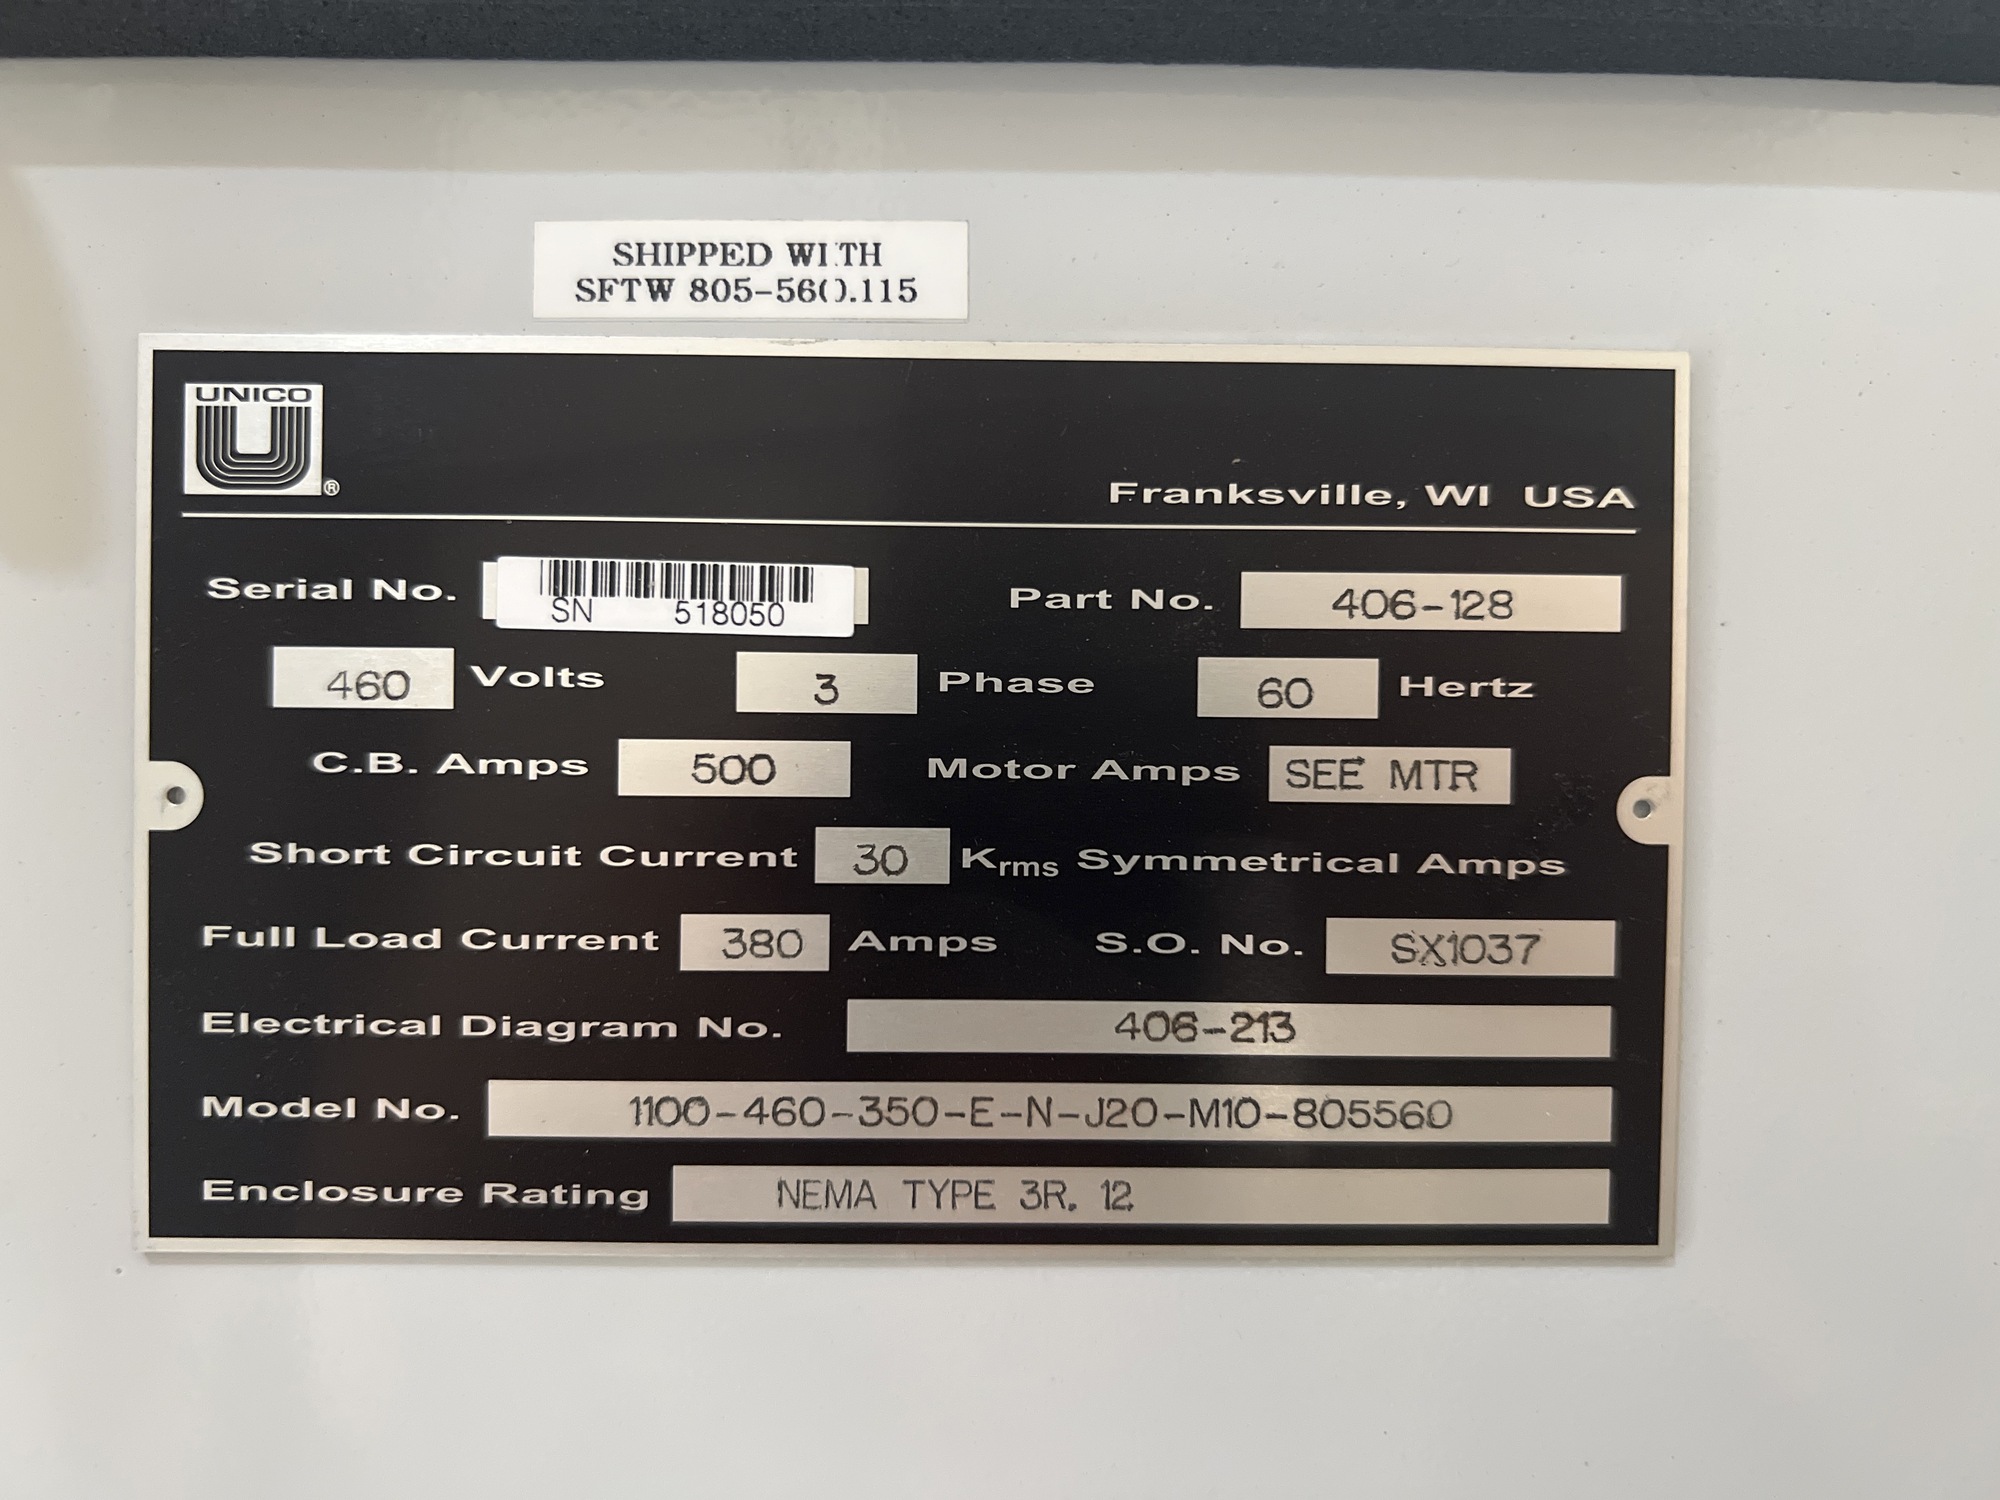 SHIPPED WITH
SFTW 805-560.115
UNICO
®
Franksville, WI USA
Serial No. SN 518050 Part No. 406-128
460 Volts 3 Phase 60 Hertz
C.B. Amps 500 Motor Amps SEE MTR
Short Circuit Current 30 Krms Symmetrical Amps
Full Load Current 380 Amps S.O. No. SX1037
Electrical Diagram No. 406-213
Model No. 1100-460-350-E-N-J20-M10-805560
Enclosure Rating NEMA TYPE 3R. 12